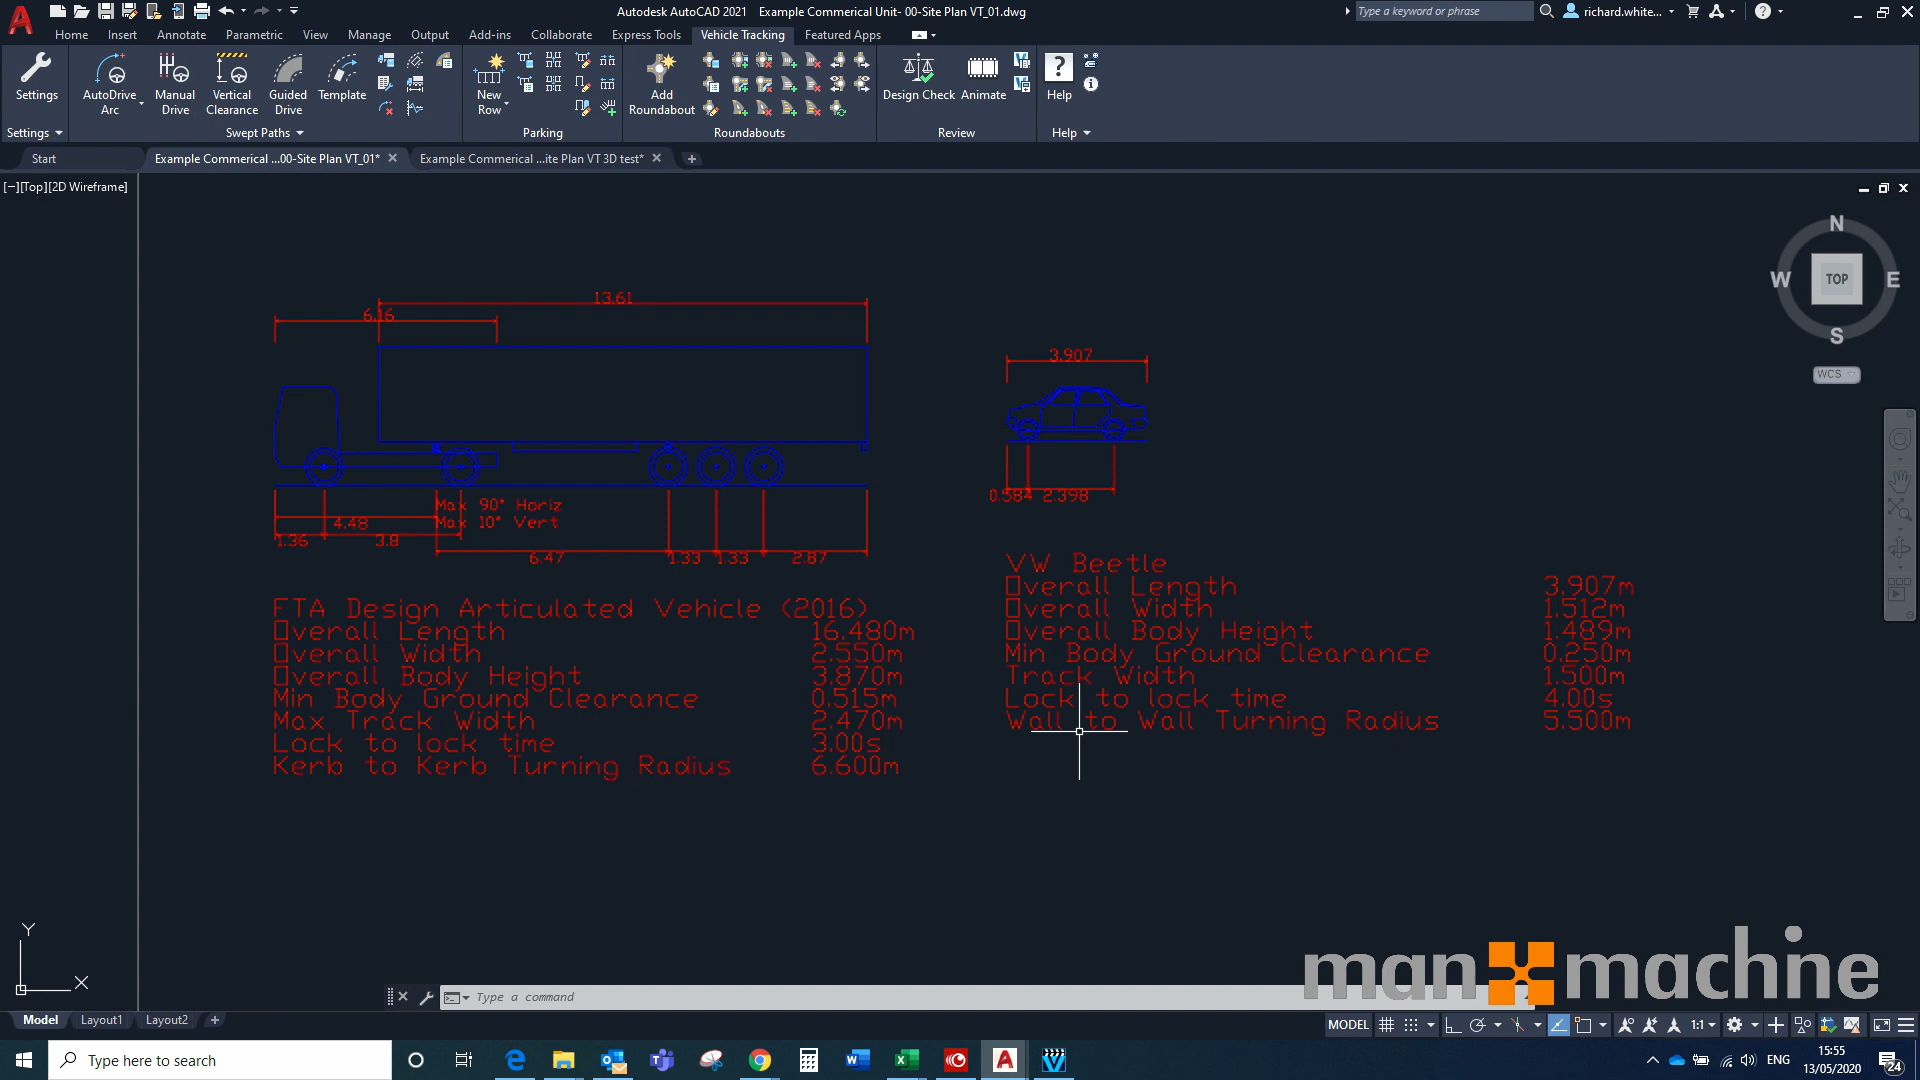 Autodesk AutoCAD 2021 Example Commerical Unit- 00-Site Plan VT_01.dwg
Type a keyword or phrase
richard.white...
Home Insert Annotate Parametric View Manage Output Add-ins Collaborate Express Tools Vehicle Tracking Featured Apps
Settings
AutoDrive Arc
Manual Drive
Vertical Clearance
Guided Drive
Template
New Row
Add Roundabout
Design Check
Animate
Help
Settings Swept Paths Parking Roundabouts Review Help
Start
Example Commerical ...00-Site Plan VT_01*
Example Commerical ...ite Plan VT 3D test*
[−][Top][2D Wireframe]
N
W TOP E
S
WCS
13.61
6.16
3.907
0.584 2.398
Max 90° Horiz
Max 10° Vert
4.48
1.36 3.8
6.47 1.33 1.33 2.87
FTA Design Articulated Vehicle (2016)
Overall Length 16.480m
Overall Width 2.550m
Overall Body Height 3.870m
Min Body Ground Clearance 0.515m
Max Track Width 2.470m
Lock to lock time 3.00s
Kerb to Kerb Turning Radius 6.600m
VW Beetle
Overall Length 3.907m
Overall Width 1.512m
Overall Body Height 1.489m
Min Body Ground Clearance 0.250m
Track Width 1.500m
Lock to lock time 4.00s
Wall to Wall Turning Radius 5.500m
Y
X
man machine
Type a command
Model Layout1 Layout2
MODEL
1:1
Type here to search
ENG
15:55
13/05/2020
24